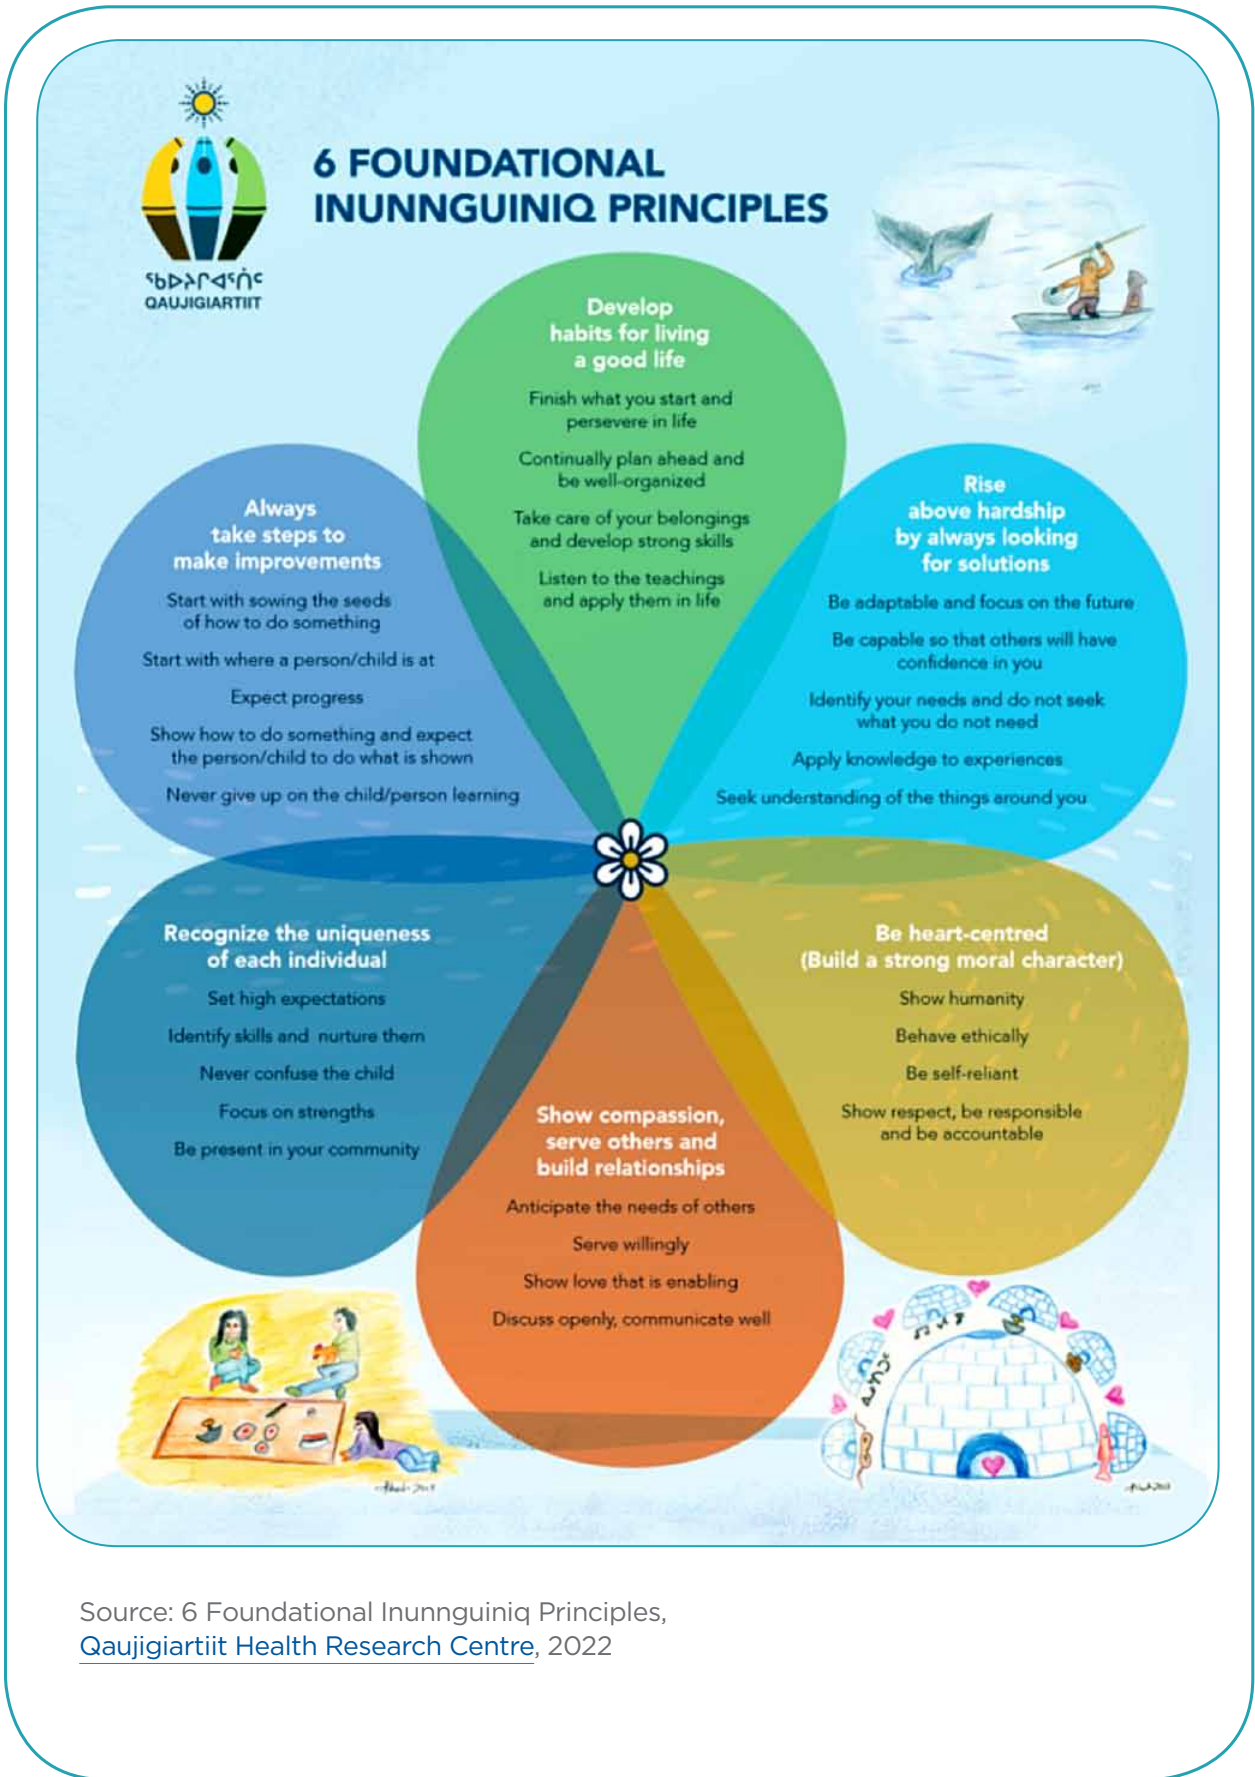 ᖃᐅᔨᒋᐊᖅᑏᑦ
QAUJIGIARTIIT
6 FOUNDATIONAL
INUNNGUINIQ PRINCIPLES
Develop
habits for living
a good life
Finish what you start and
persevere in life
Continually plan ahead and
be well-organized
Take care of your belongings
and develop strong skills
Listen to the teachings
and apply them in life
Rise
above hardship
by always looking
for solutions
Be adaptable and focus on the future
Be capable so that others will have
confidence in you
Identify your needs and do not seek
what you do not need
Apply knowledge to experiences
Seek understanding of the things around you
Be heart-centred
(Build a strong moral character)
Show humanity
Behave ethically
Be self-reliant
Show respect, be responsible
and be accountable
Show compassion,
serve others and
build relationships
Anticipate the needs of others
Serve willingly
Show love that is enabling
Discuss openly, communicate well
Recognize the uniqueness
of each individual
Set high expectations
Identify skills and nurture them
Never confuse the child
Focus on strengths
Be present in your community
Always
take steps to
make improvements
Start with sowing the seeds
of how to do something
Start with where a person/child is at
Expect progress
Show how to do something and expect
the person/child to do what is shown
Never give up on the child/person learning
Source: 6 Foundational Inunnguiniq Principles,
Qaujigiartiit Health Research Centre, 2022